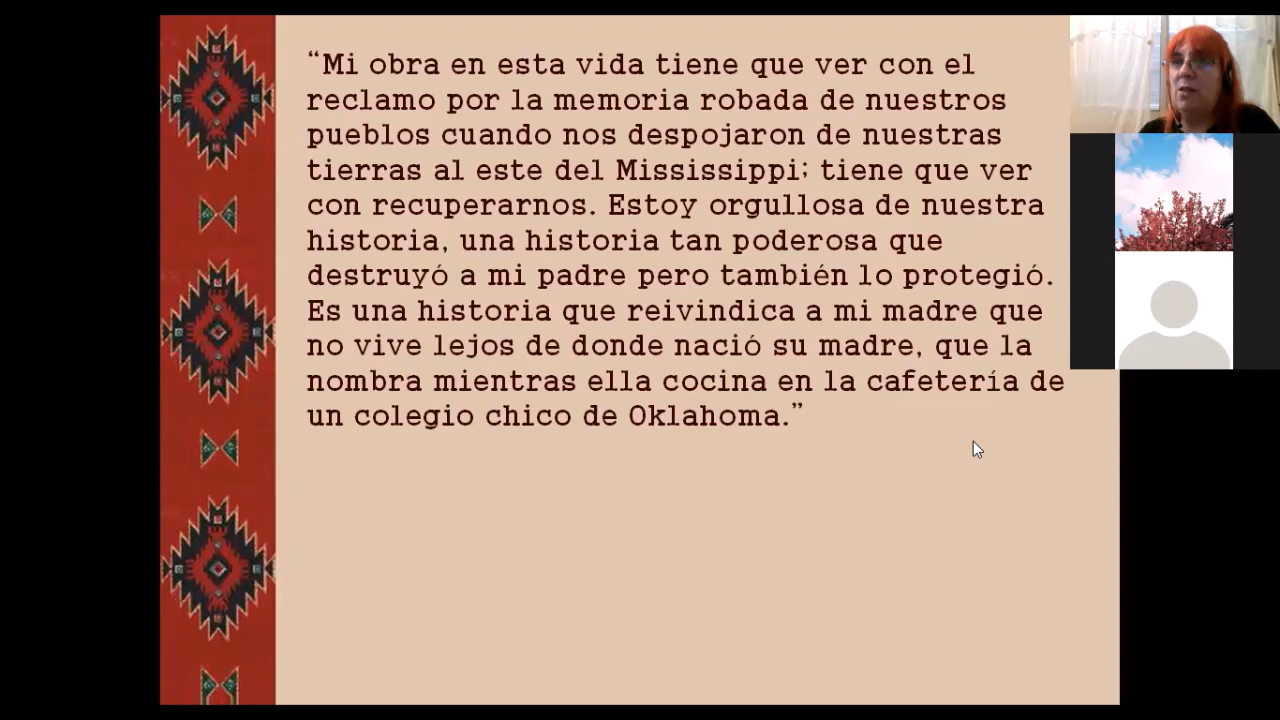 “Mi obra en esta vida tiene que ver con el
reclamo por la memoria robada de nuestros
pueblos cuando nos despojaron de nuestras
tierras al este del Mississippi; tiene que ver
con recuperarnos. Estoy orgullosa de nuestra
historia, una historia tan poderosa que
destruyó a mi padre pero también lo protegió.
Es una historia que reivindica a mi madre que
no vive lejos de donde nació su madre, que la
nombra mientras ella cocina en la cafetería de
un colegio chico de Oklahoma.”